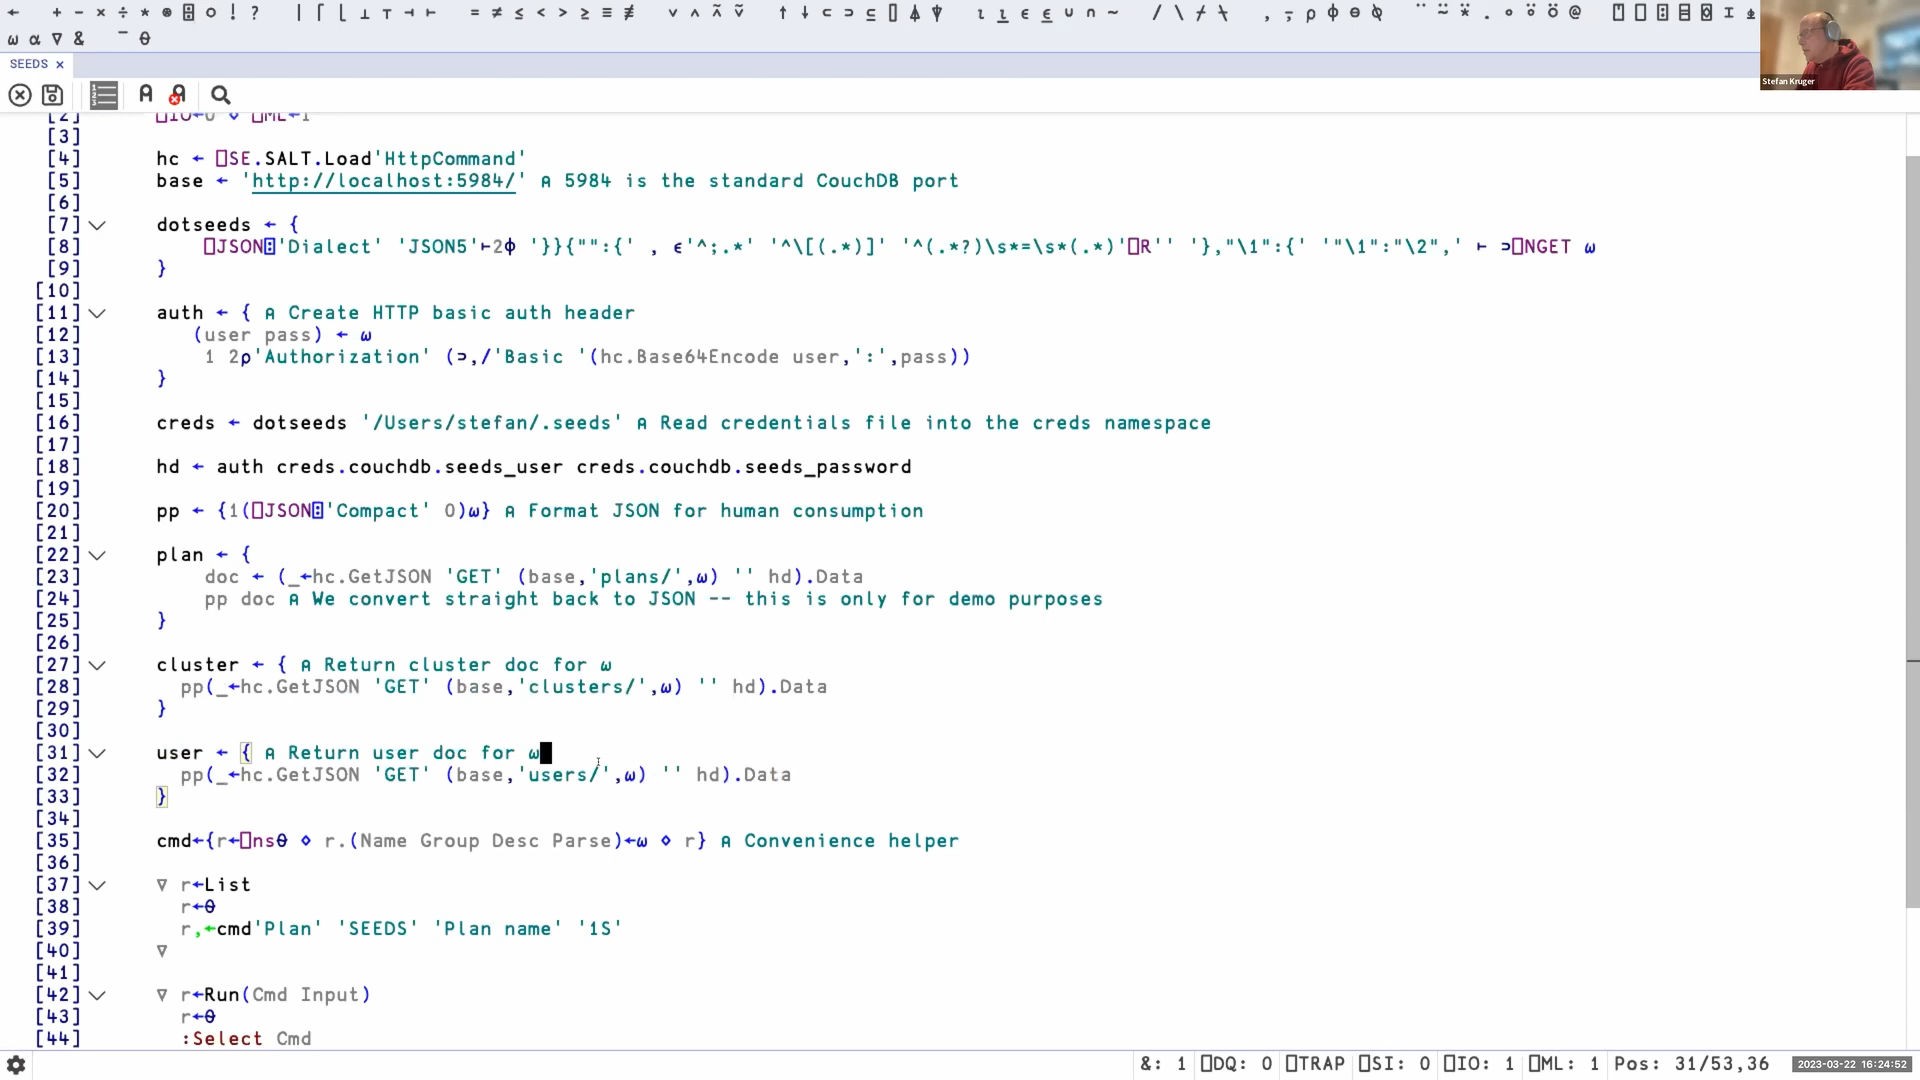 ← + - × ÷ * ⍟ ⌹ ○ ! ? | ⌈ ⌊ ⊥ ⊤ ⊣ ⊢ = ≠ ≤ < > ≥ ≡ ≢ ∨ ∧ ⍲ ⍱ ↑ ↓ ⊂ ⊃ ⊆ ⌷ ⍋ ⍒ ⍳ ⍸ ∊ ⍷ ∪ ∩ ~ / \ ⌿ ⍀ , ⍪ ⍴ ⌽ ⊖ ⍉ ¨ ⍨ ⍣ . ∘ ⍤ ⍥ @ ⍞ ⎕ ⍠ ⌸ ⌺ ⌶ ⍎
⍵ ⍺ ∇ & ¯ ⍬
SEEDS ×
Stefan Kruger
[2] ⎕IO←0 ⋄ ⎕ML←1
[3]
[4] hc ← ⎕SE.SALT.Load'HttpCommand'
[5] base ← 'http://localhost:5984/' ⍝ 5984 is the standard CouchDB port
[6]
[7] dotseeds ← {
[8] ⎕JSON⍠'Dialect' 'JSON5'⊢2⌽ '}}{"":{' , ∊'^;.*' '^\[(.*)]' '^(.*?)\s*=\s*(.*)'⎕R'' '},"\1":{' '"\1":"\2",' ⊢ ⊃⎕NGET ⍵
[9] }
[10]
[11] auth ← { ⍝ Create HTTP basic auth header
[12] (user pass) ← ⍵
[13] 1 2⍴'Authorization' (⊃,/'Basic '(hc.Base64Encode user,':',pass))
[14] }
[15]
[16] creds ← dotseeds '/Users/stefan/.seeds' ⍝ Read credentials file into the creds namespace
[17]
[18] hd ← auth creds.couchdb.seeds_user creds.couchdb.seeds_password
[19]
[20] pp ← {1(⎕JSON⍠'Compact' 0)⍵} ⍝ Format JSON for human consumption
[21]
[22] plan ← {
[23] doc ← (_←hc.GetJSON 'GET' (base,'plans/',⍵) '' hd).Data
[24] pp doc ⍝ We convert straight back to JSON -- this is only for demo purposes
[25] }
[26]
[27] cluster ← { ⍝ Return cluster doc for ⍵
[28] pp(_←hc.GetJSON 'GET' (base,'clusters/',⍵) '' hd).Data
[29] }
[30]
[31] user ← { ⍝ Return user doc for ⍵
[32] pp(_←hc.GetJSON 'GET' (base,'users/',⍵) '' hd).Data
[33] }
[34]
[35] cmd←{r←⎕ns⍬ ⋄ r.(Name Group Desc Parse)←⍵ ⋄ r} ⍝ Convenience helper
[36]
[37] ∇ r←List
[38] r←⍬
[39] r,←cmd'Plan' 'SEEDS' 'Plan name' '1S'
[40] ∇
[41]
[42] ∇ r←Run(Cmd Input)
[43] r←⍬
[44] :Select Cmd
&: 1 ⎕DQ: 0 ⎕TRAP ⎕SI: 0 ⎕IO: 1 ⎕ML: 1 Pos: 31/53,36 2023-03-22 16:24:52